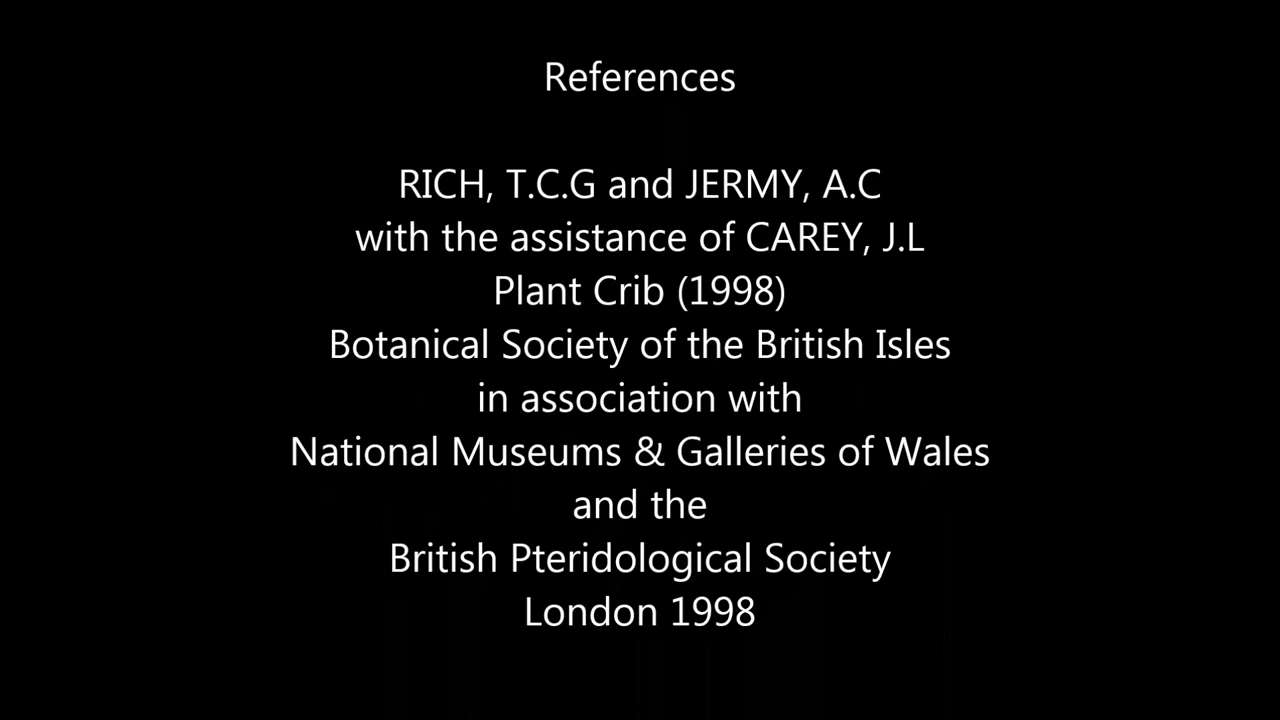 References
RICH, T.C.G and JERMY, A.C
with the assistance of CAREY, J.L
Plant Crib (1998)
Botanical Society of the British Isles
in association with
National Museums & Galleries of Wales
and the
British Pteridological Society
London 1998